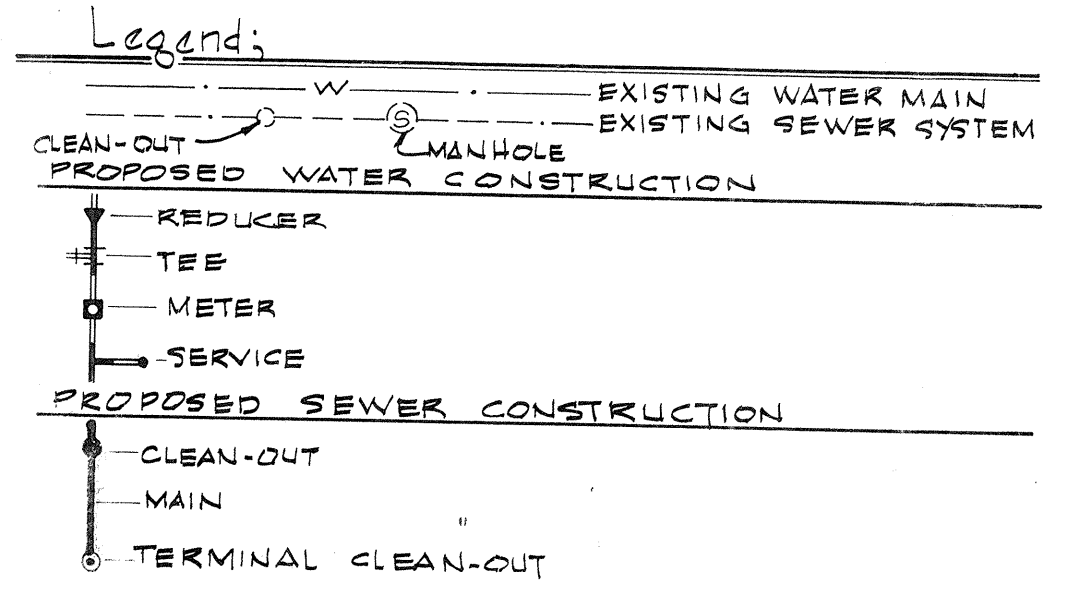 Legend;
W EXISTING WATER MAIN
S EXISTING SEWER SYSTEM
CLEAN-OUT MANHOLE
PROPOSED WATER CONSTRUCTION
REDUCER
TEE
METER
SERVICE
PROPOSED SEWER CONSTRUCTION
CLEAN-OUT
MAIN
TERMINAL CLEAN-OUT